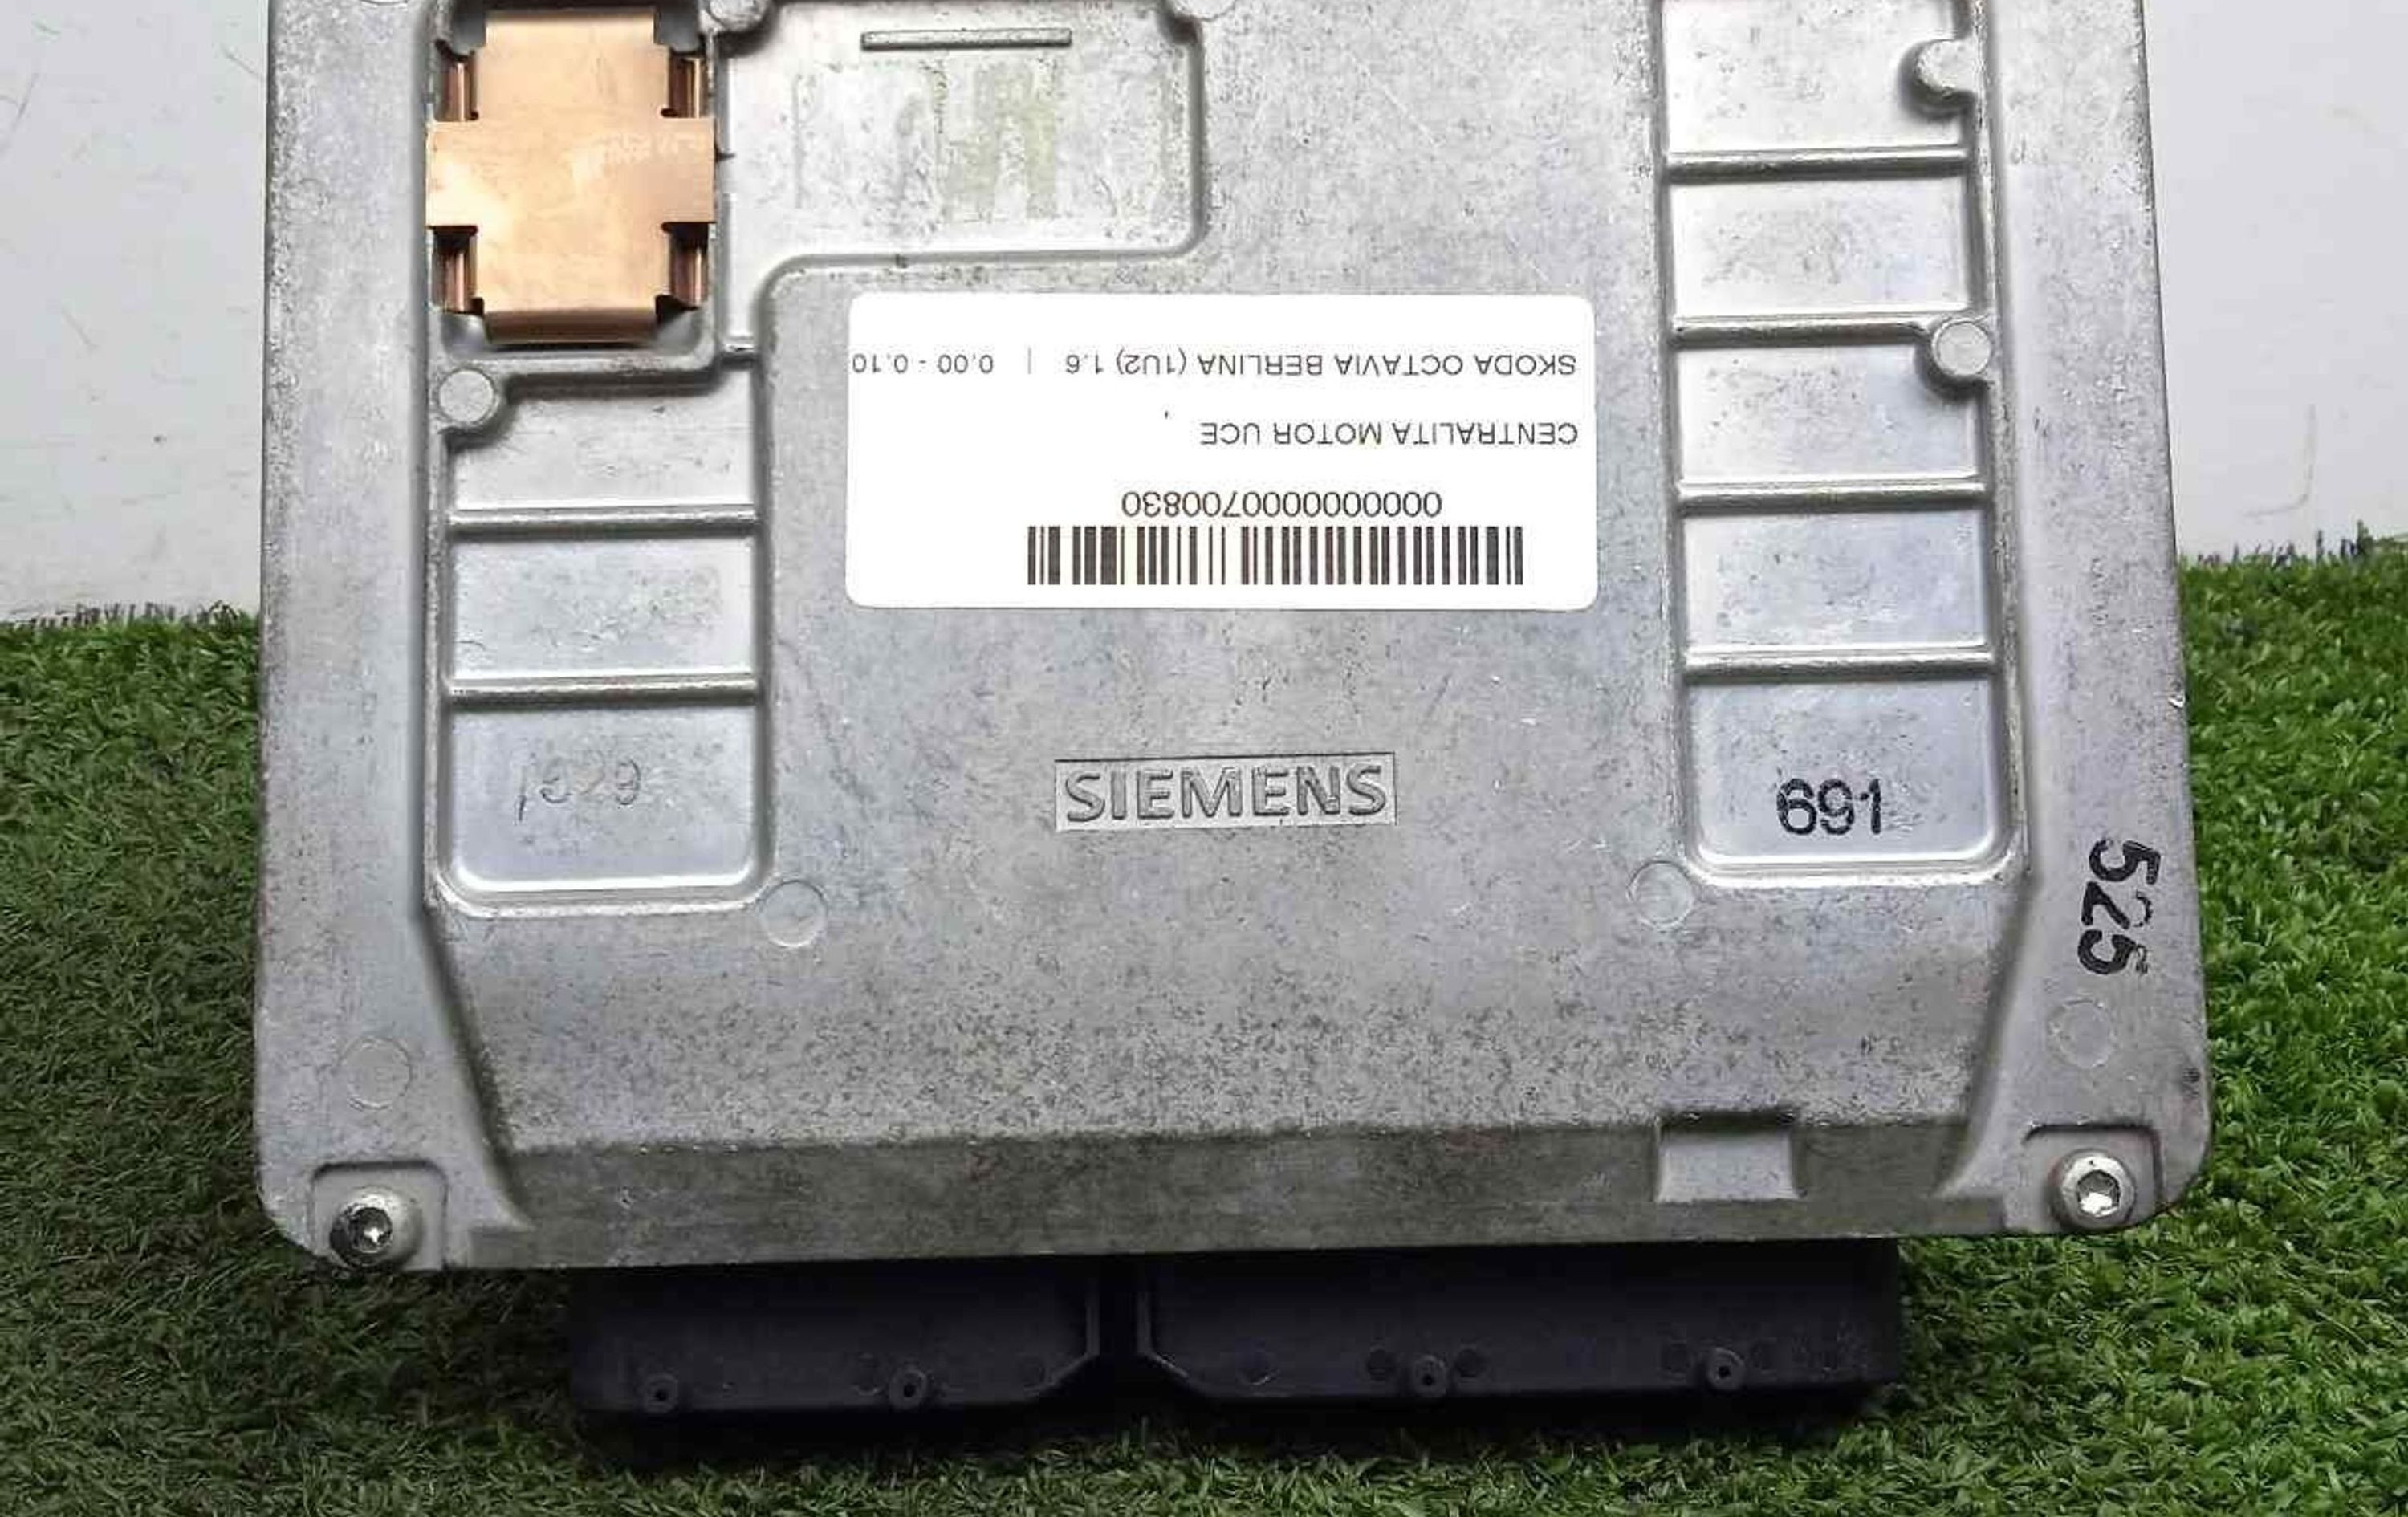 SKODA OCTAVIA BERLINA (1U2) 1.6 | 0.00 - 0.10
CENTRALITA MOTOR UCE
0000000000700830
SIEMENS
691
525